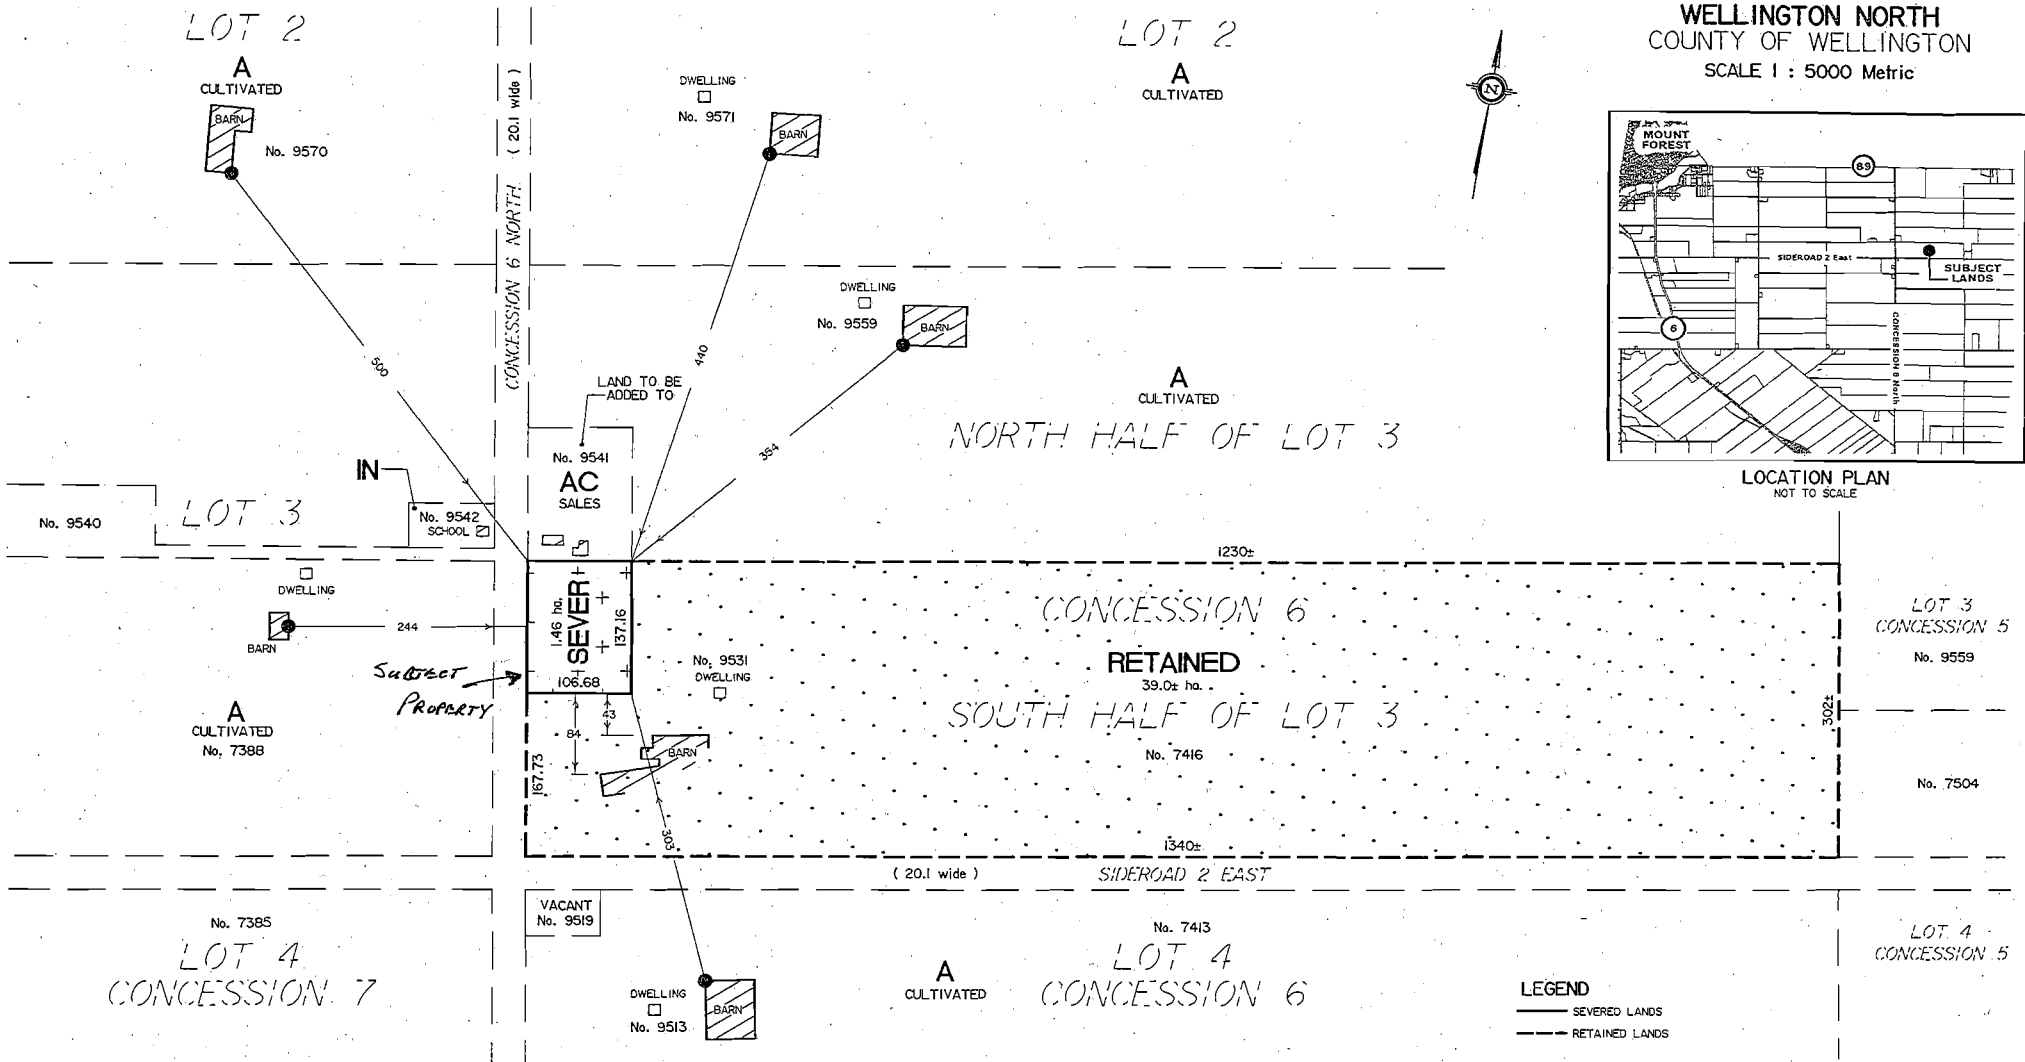 LOT 2
A
CULTIVATED
BARN
No. 9570
CONCESSION 6 NORTH
( 20.1 wide )
DWELLING
No. 9571
BARN
LOT 2
A
CULTIVATED
N
WELLINGTON NORTH
COUNTY OF WELLINGTON
SCALE 1 : 5000 Metric
MOUNT
FOREST
89
SIDEROAD 2 East
SUBJECT
LANDS
6
CONCESSION 6 North
LOCATION PLAN
NOT TO SCALE
DWELLING
No. 9559
BARN
500
440
354
LAND TO BE
ADDED TO
No. 9541
AC
SALES
A
CULTIVATED
NORTH HALF OF LOT 3
IN
No. 9540
LOT 3
No. 9542
SCHOOL
1230±
DWELLING
BARN
244
SEVER
1.46 ha.
137.16
106.68
SUBJECT
PROPERTY
A
CULTIVATED
No. 7388
No. 9531
DWELLING
43
84
BARN
167.73
303
CONCESSION 6
RETAINED
39.0± ha.
SOUTH HALF OF LOT 3
No. 7416
302±
1340±
LOT 3
CONCESSION 5
No. 9559
No. 7504
( 20.1 wide )
SIDEROAD 2 EAST
No. 7385
LOT 4
CONCESSION 7
VACANT
No. 9519
DWELLING
No. 9513
BARN
A
CULTIVATED
No. 7413
LOT 4
CONCESSION 6
LOT 4
CONCESSION 5
LEGEND
SEVERED LANDS
RETAINED LANDS